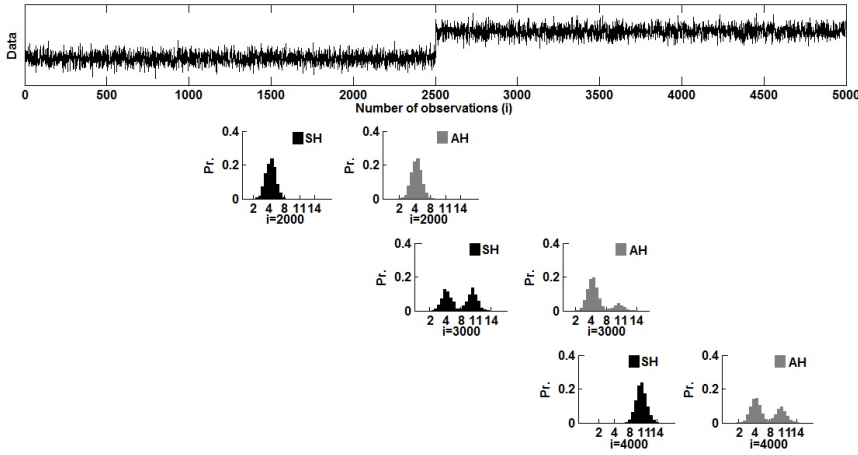 Data
0 500 1000 1500 2000 2500 3000 3500 4000 4500 5000
Number of observations (i)
0.4 SH
0.2
0
Pr.
2 4 8 11 14
i=2000
0.4 AH
0.2
0
Pr.
2 4 8 11 14
i=2000
0.4 SH
0.2
0
Pr.
2 4 8 11 14
i=3000
0.4 AH
0.2
0
Pr.
2 4 8 11 14
i=3000
0.4 SH
0.2
0
Pr.
2 4 8 11 14
i=4000
0.4 AH
0.2
0
Pr.
2 4 8 11 14
i=4000